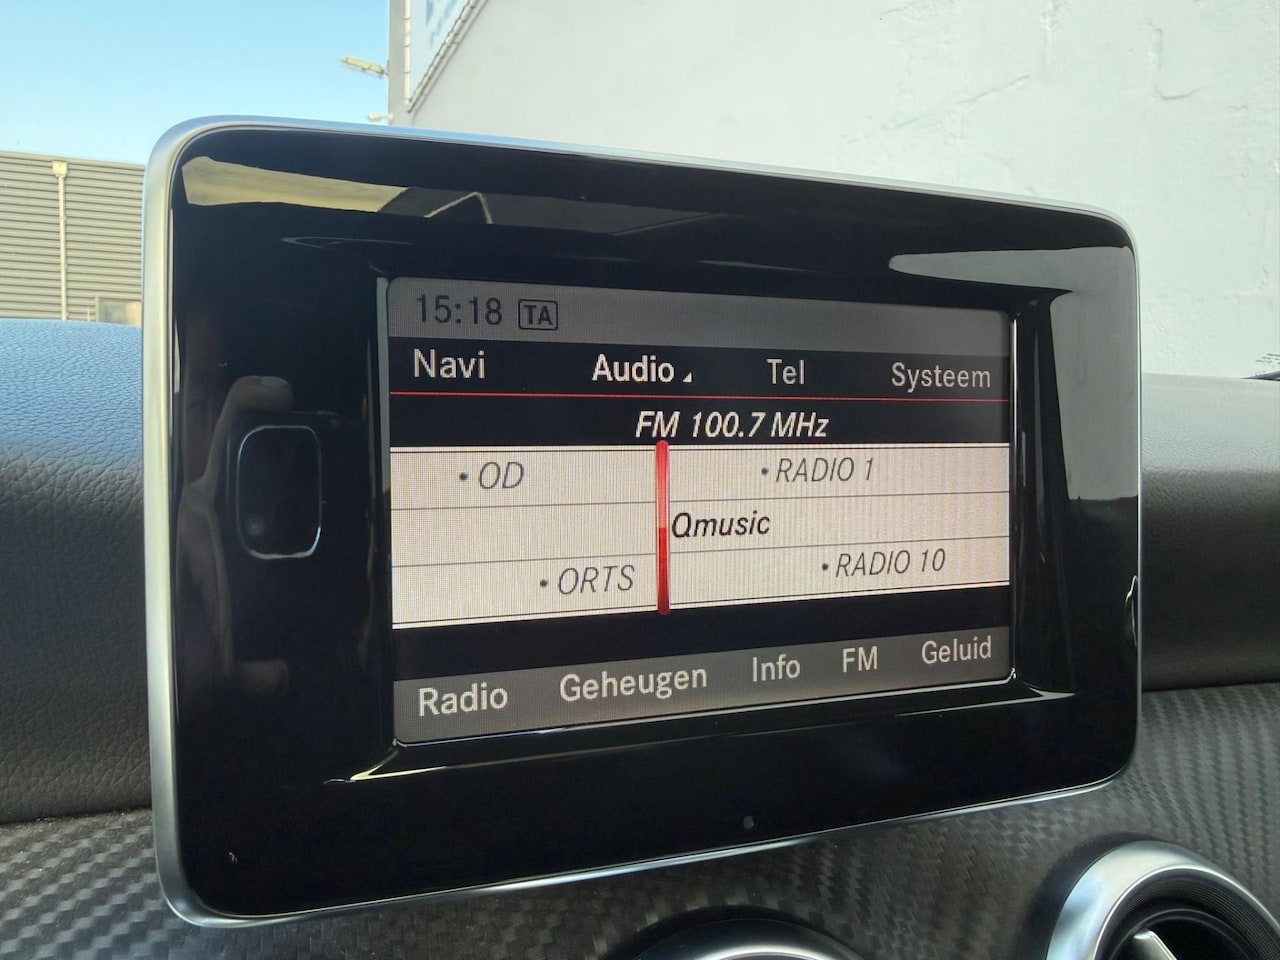 15:18 TA
Navi Audio Tel Systeem
FM 100.7 MHz
• OD • RADIO 1
Qmusic
• ORTS • RADIO 10
Radio Geheugen Info FM Geluid